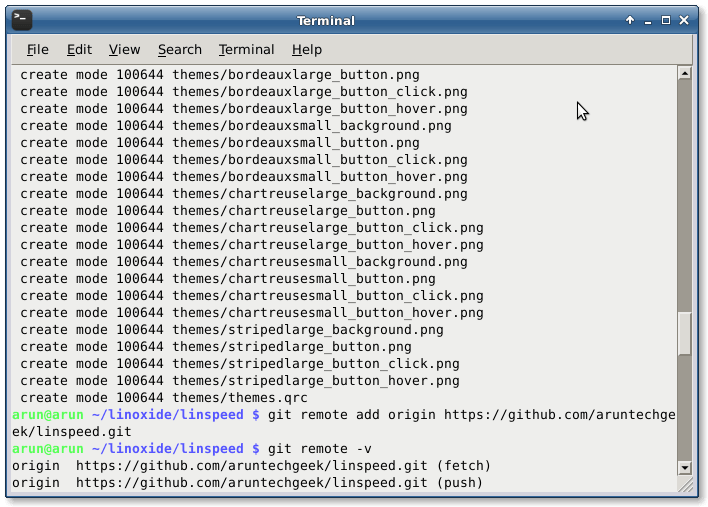 Terminal
File Edit View Search Terminal Help
create mode 100644 themes/bordeauxlarge_button.png
create mode 100644 themes/bordeauxlarge_button_click.png
create mode 100644 themes/bordeauxlarge_button_hover.png
create mode 100644 themes/bordeauxsmall_background.png
create mode 100644 themes/bordeauxsmall_button.png
create mode 100644 themes/bordeauxsmall_button_click.png
create mode 100644 themes/bordeauxsmall_button_hover.png
create mode 100644 themes/chartreuselarge_background.png
create mode 100644 themes/chartreuselarge_button.png
create mode 100644 themes/chartreuselarge_button_click.png
create mode 100644 themes/chartreuselarge_button_hover.png
create mode 100644 themes/chartreusesmall_background.png
create mode 100644 themes/chartreusesmall_button.png
create mode 100644 themes/chartreusesmall_button_click.png
create mode 100644 themes/chartreusesmall_button_hover.png
create mode 100644 themes/stripedlarge_background.png
create mode 100644 themes/stripedlarge_button.png
create mode 100644 themes/stripedlarge_button_click.png
create mode 100644 themes/stripedlarge_button_hover.png
create mode 100644 themes/themes.qrc
arun@arun ~/linoxide/linspeed $ git remote add origin https://github.com/aruntechge
ek/linspeed.git
arun@arun ~/linoxide/linspeed $ git remote -v
origin  https://github.com/aruntechgeek/linspeed.git (fetch)
origin  https://github.com/aruntechgeek/linspeed.git (push)